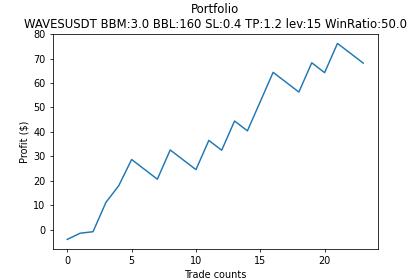 Portfolio
WAVESUSDT BBM:3.0 BBL:160 SL:0.4 TP:1.2 lev:15 WinRatio:50.0
80
70
60
50
40
30
20
10
0
Profit ($)
0 5 10 15 20
Trade counts